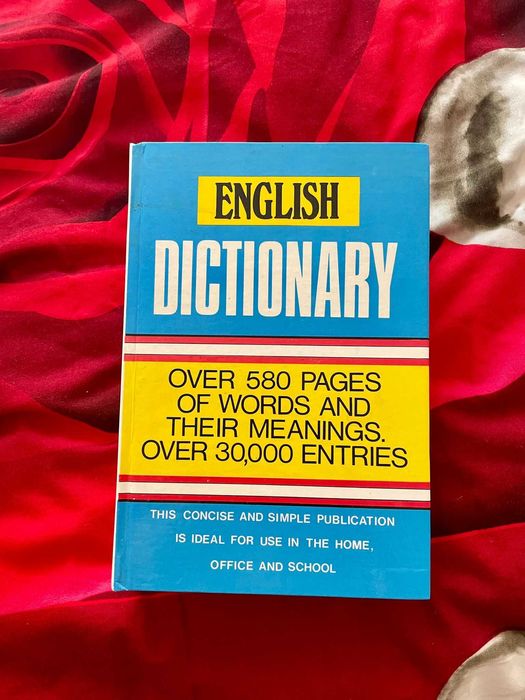 ENGLISH
DICTIONARY
OVER 580 PAGES
OF WORDS AND
THEIR MEANINGS.
OVER 30,000 ENTRIES
THIS CONCISE AND SIMPLE PUBLICATION
IS IDEAL FOR USE IN THE HOME,
OFFICE AND SCHOOL